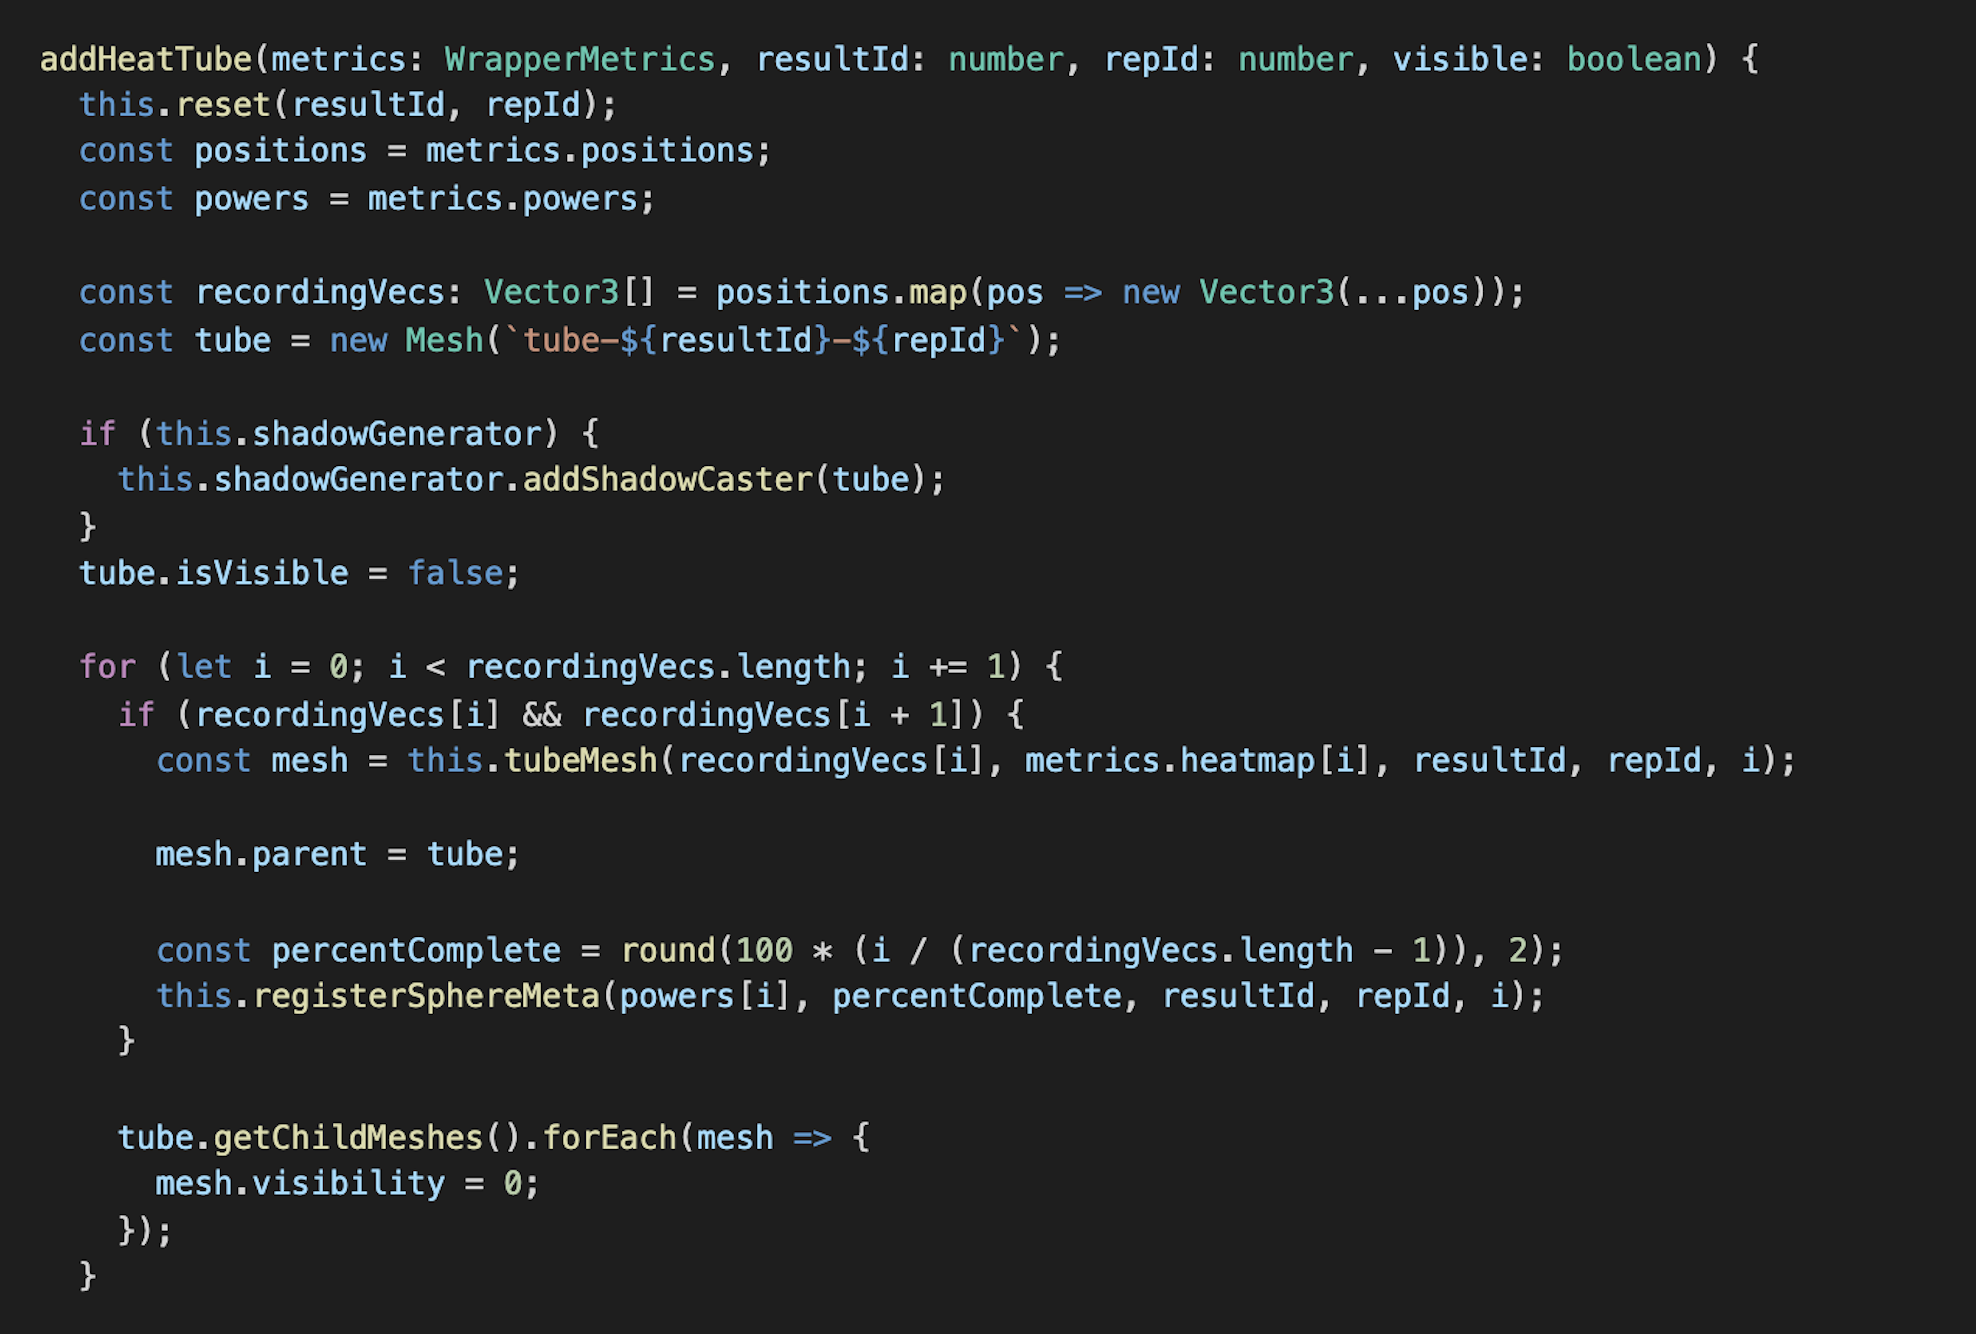 addHeatTube(metrics: WrapperMetrics, resultId: number, repId: number, visible: boolean) {
  this.reset(resultId, repId);
  const positions = metrics.positions;
  const powers = metrics.powers;

  const recordingVecs: Vector3[] = positions.map(pos => new Vector3(...pos));
  const tube = new Mesh(`tube-${resultId}-${repId}`);

  if (this.shadowGenerator) {
    this.shadowGenerator.addShadowCaster(tube);
  }
  tube.isVisible = false;

  for (let i = 0; i < recordingVecs.length; i += 1) {
    if (recordingVecs[i] && recordingVecs[i + 1]) {
      const mesh = this.tubeMesh(recordingVecs[i], metrics.heatmap[i], resultId, repId, i);

      mesh.parent = tube;

      const percentComplete = round(100 * (i / (recordingVecs.length - 1)), 2);
      this.registerSphereMeta(powers[i], percentComplete, resultId, repId, i);
    }

    tube.getChildMeshes().forEach(mesh => {
      mesh.visibility = 0;
    });
  }